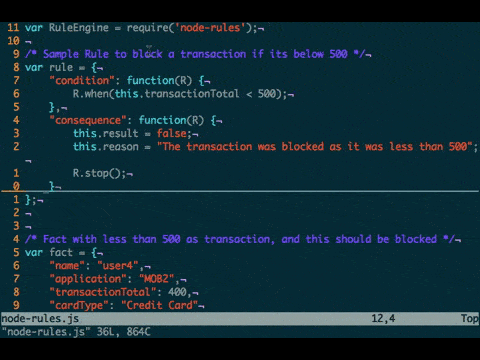 11 var RuleEngine = require('node-rules');¬
10 ¬
9 /* Sample Rule to block a transaction if its below 500 */¬
8 var rule = {¬
7     "condition": function(R) {¬
6         R.when(this.transactionTotal < 500);¬
5     },¬
4     "consequence": function(R) {¬
3         this.result = false;¬
2         this.reason = "The transaction was blocked as it was less than 500";
¬
1         R.stop();¬
0     }¬
1 };¬
2 ¬
3 ¬
4 /* Fact with less than 500 as transaction, and this should be blocked */¬
5 var fact = {¬
6     "name": "user4",¬
7     "application": "MOB2",¬
8     "transactionTotal": 400,¬
9     "cardType": "Credit Card"¬
node-rules.js 12,4 Top
"node-rules.js" 36L, 864C